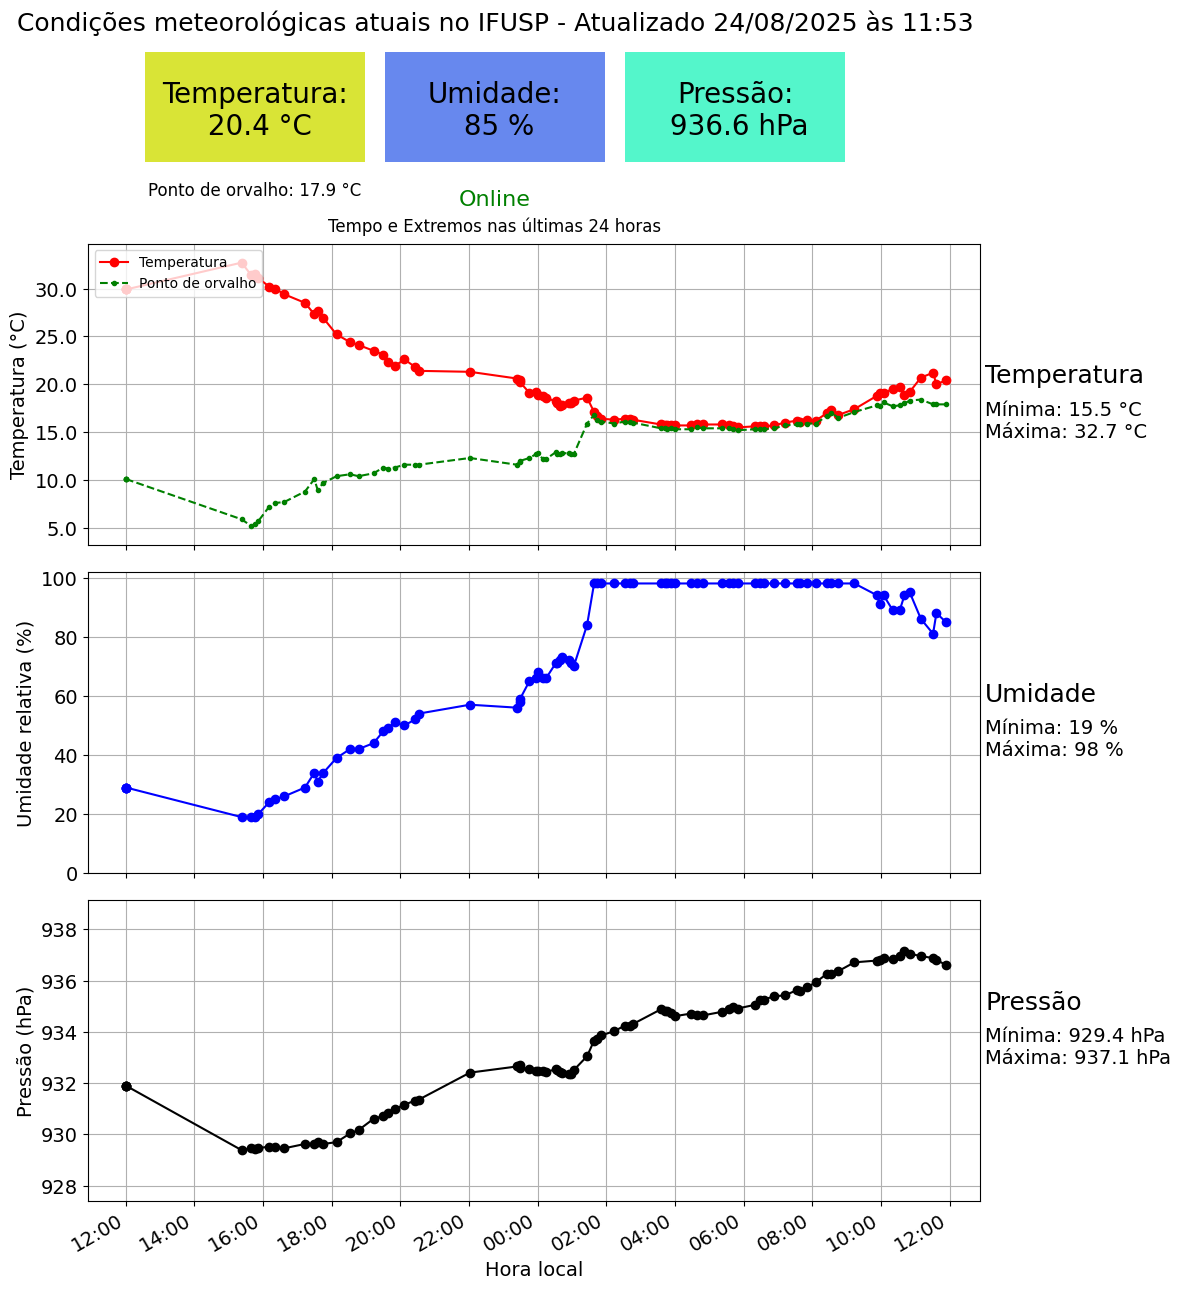 Condições meteorológicas atuais no IFUSP - Atualizado 24/08/2025 às 11:53
Temperatura:
20.4 °C
Umidade:
85 %
Pressão:
936.6 hPa
Ponto de orvalho: 17.9 °C
Online
Tempo e Extremos nas últimas 24 horas
Temperatura
Ponto de orvalho
Temperatura (°C)
30.0
25.0
20.0
15.0
10.0
5.0
Temperatura
Mínima: 15.5 °C
Máxima: 32.7 °C
Umidade relativa (%)
100
80
60
40
20
0
Umidade
Mínima: 19 %
Máxima: 98 %
Pressão (hPa)
938
936
934
932
930
928
Pressão
Mínima: 929.4 hPa
Máxima: 937.1 hPa
12:00
14:00
16:00
18:00
20:00
22:00
00:00
02:00
04:00
06:00
08:00
10:00
12:00
Hora local